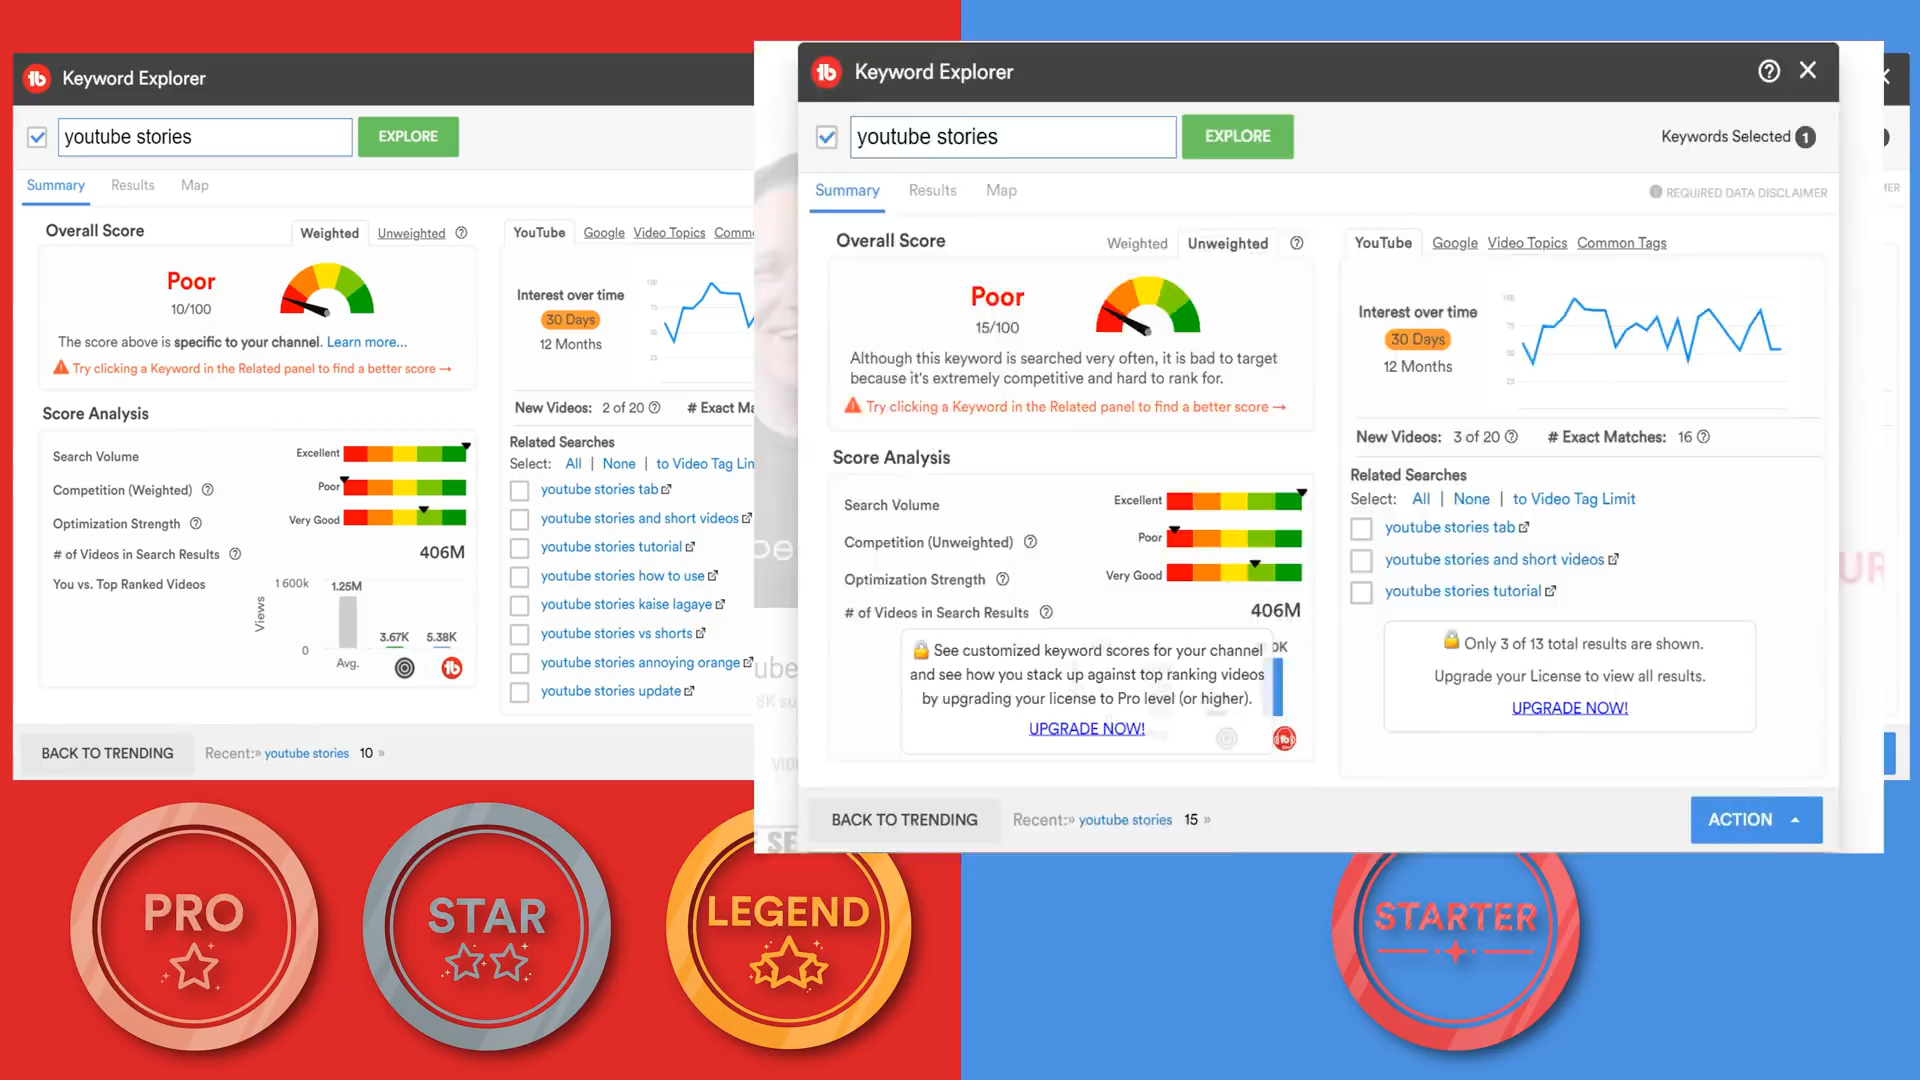 Keyword Explorer
youtube stories
EXPLORE
Summary
Results
Map
Overall Score
Weighted
Unweighted
Poor
10/100
The score above is specific to your channel. Learn more...
Try clicking a Keyword in the Related panel to find a better score →
Score Analysis
Search Volume
Excellent
Competition (Weighted)
Poor
Optimization Strength
Very Good
# of Videos in Search Results
406M
You vs. Top Ranked Videos
Views
1 600k
0
1.25M
3.67K
5.38K
Avg.
YouTube
Google
Video Topics
Interest over time
30 Days
12 Months
100
75
50
25
New Videos: 2 of 20
# Exact
Related Searches
Select: All | None | to Video Tag
youtube stories tab
youtube stories and short videos
youtube stories tutorial
youtube stories how to use
youtube stories kaise lagaye
youtube stories vs shorts
youtube stories annoying orange
youtube stories update
BACK TO TRENDING
Recent:» youtube stories 10 »
Keyword Explorer
youtube stories
EXPLORE
Keywords Selected 1
Summary
Results
Map
REQUIRED DATA DISCLAIMER
Overall Score
Weighted
Unweighted
Poor
15/100
Although this keyword is searched very often, it is bad to target
because it's extremely competitive and hard to rank for.
Try clicking a Keyword in the Related panel to find a better score →
Score Analysis
Search Volume
Excellent
Competition (Unweighted)
Poor
Optimization Strength
Very Good
# of Videos in Search Results
406M
See customized keyword scores for your channel
and see how you stack up against top ranking videos
by upgrading your license to Pro level (or higher).
UPGRADE NOW!
YouTube
Google
Video Topics
Common Tags
Interest over time
30 Days
12 Months
100
75
50
25
New Videos: 3 of 20
# Exact Matches: 16
Related Searches
Select: All | None | to Video Tag Limit
youtube stories tab
youtube stories and short videos
youtube stories tutorial
Only 3 of 13 total results are shown.
Upgrade your License to view all results.
UPGRADE NOW!
BACK TO TRENDING
Recent:» youtube stories 15 »
ACTION
PRO
STAR
LEGEND
STARTER